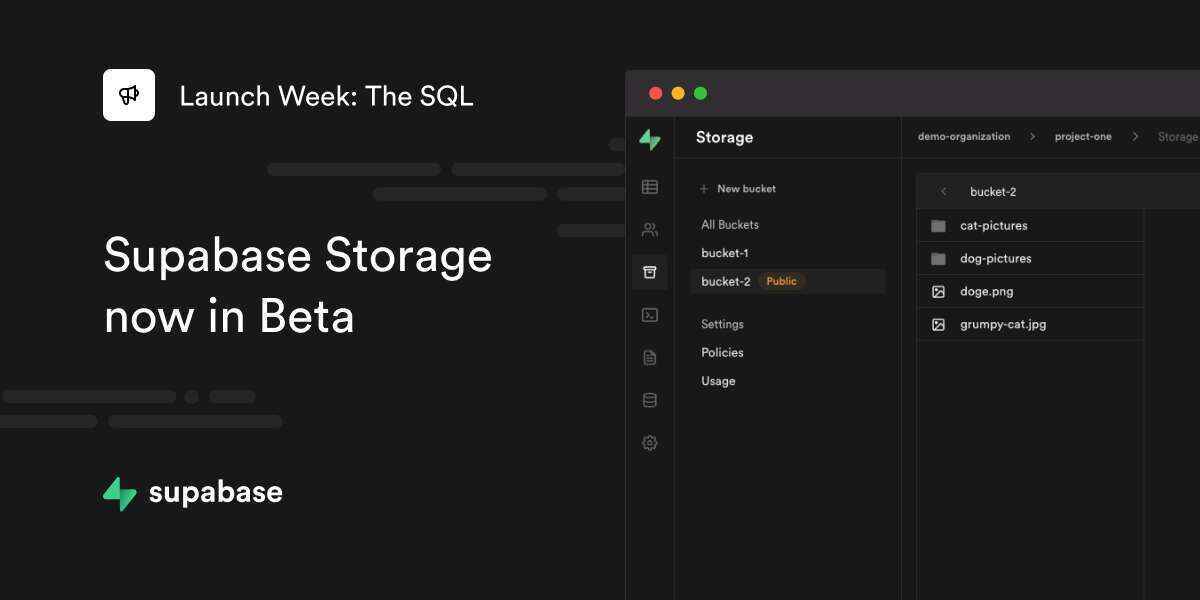 Launch Week: The SQL
Supabase Storage
now in Beta
supabase
Storage
New bucket
All Buckets
bucket-1
bucket-2 Public
Settings
Policies
Usage
demo-organization > project-one > Storage
bucket-2
cat-pictures
dog-pictures
doge.png
grumpy-cat.jpg